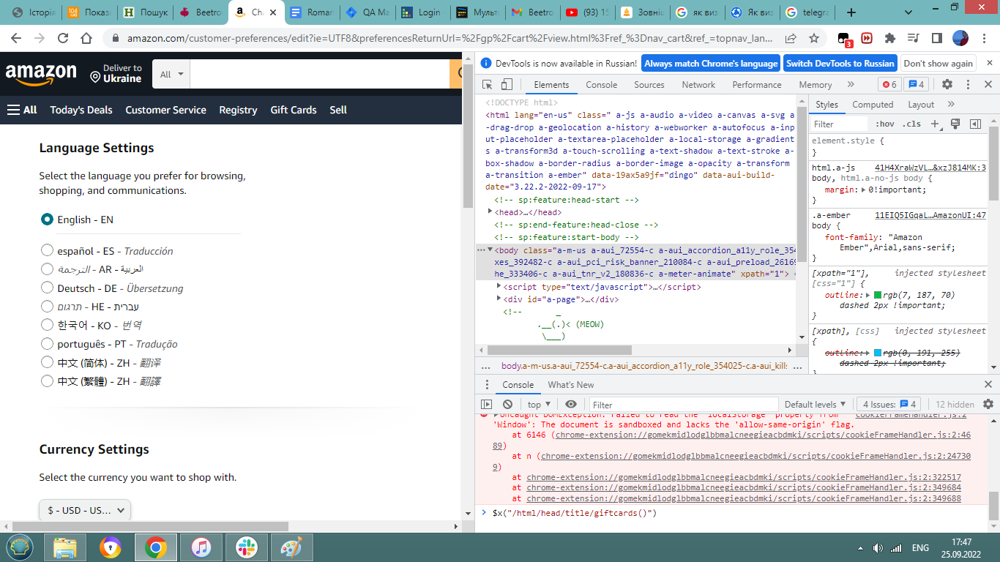 Історія
Показа
Пошук
Beetro
Cha
Roman
QA Ma
Login
Мульт
Beetro
(93) 15
Зовніш
як виз
Як виз
telegra
amazon.com/customer-preferences/edit?ie=UTF8&preferencesReturnUrl=%2Fgp%2Fcart%2Fview.html%3Fref_%3Dnav_cart&ref_=topnav_lan...
3
amazon
Deliver to
Ukraine
All
All Today's Deals Customer Service Registry Gift Cards Sell
Language Settings
Select the language you prefer for browsing,
shopping, and communications.
English - EN
español - ES - Traducción
العربية - AR - الترجمة
Deutsch - DE - Übersetzung
עברית - HE - תרגום
한국어 - KO - 번역
português - PT - Tradução
中文 (简体) - ZH - 翻译
中文 (繁體) - ZH - 翻譯
Currency Settings
Select the currency you want to shop with.
$ - USD - US...
DevTools is now available in Russian! Always match Chrome's language Switch DevTools to Russian Don't show again
Elements Console Sources Network Performance Memory » 6 4
<!DOCTYPE html>
<html lang="en-us" class=" a-js a-audio a-video a-canvas a-svg a
-drag-drop a-geolocation a-history a-webworker a-autofocus a-inp
ut-placeholder a-textarea-placeholder a-local-storage a-gradient
s a-transform3d a-touch-scrolling a-text-shadow a-text-stroke a-
box-shadow a-border-radius a-border-image a-opacity a-transform
a-transition a-ember" data-19ax5a9jf="dingo" data-aui-build-
date="3.22.2-2022-09-17">
<!-- sp:feature:head-start -->
<head>…</head>
<!-- sp:end-feature:head-close -->
<!-- sp:feature:start-body -->
<body class="a-m-us a-aui_72554-c a-aui_accordion_a11y_role_354
xes_392482-c a-aui_pci_risk_banner_210084-c a-aui_preload_26169
he_333406-c a-aui_tnr_v2_180836-c a-meter-animate" xpath="1"> =
<script type="text/javascript">…</script>
<div id="a-page">…</div>
<!-- _
.__(.)< (MEOW)
\___)
... body.a-m-us.a-aui_72554-c.a-aui_accordion_a11y_role_354025-c.a-aui_kills ...
Styles Computed Layout »
Filter :hov .cls +
element.style {
}
html.a-js 41H4XraWzVL…&xzJ814MK:3
body, html.a-no-js body {
margin: 0!important;
}
.a-ember 11EIQ5IGqaL…AmazonUI:47
body {
font-family: "Amazon
Ember",Arial,sans-serif;
}
[xpath="1"], injected stylesheet
[css="1"] {
outline: rgb(7, 187, 70)
dashed 2px !important;
}
[xpath], [css] injected stylesheet
{
outline: rgb(0, 191, 255)
dashed 2px !important;
}
Console What's New
top Filter Default levels 4 Issues: 4 12 hidden
Uncaught DOMException: Failed to read the 'localStorage' property from cookieFrameHandler.js:2
'Window': The document is sandboxed and lacks the 'allow-same-origin' flag.
at 6146 (chrome-extension://gomekmidlodglbbmalcneegieacbdmki/scripts/cookieFrameHandler.js:2:46
89)
at n (chrome-extension://gomekmidlodglbbmalcneegieacbdmki/scripts/cookieFrameHandler.js:2:24730
9)
at chrome-extension://gomekmidlodglbbmalcneegieacbdmki/scripts/cookieFrameHandler.js:2:322517
at chrome-extension://gomekmidlodglbbmalcneegieacbdmki/scripts/cookieFrameHandler.js:2:349684
at chrome-extension://gomekmidlodglbbmalcneegieacbdmki/scripts/cookieFrameHandler.js:2:349688
> $x("/html/head/title/giftcards()")
ENG
17:47
25.09.2022